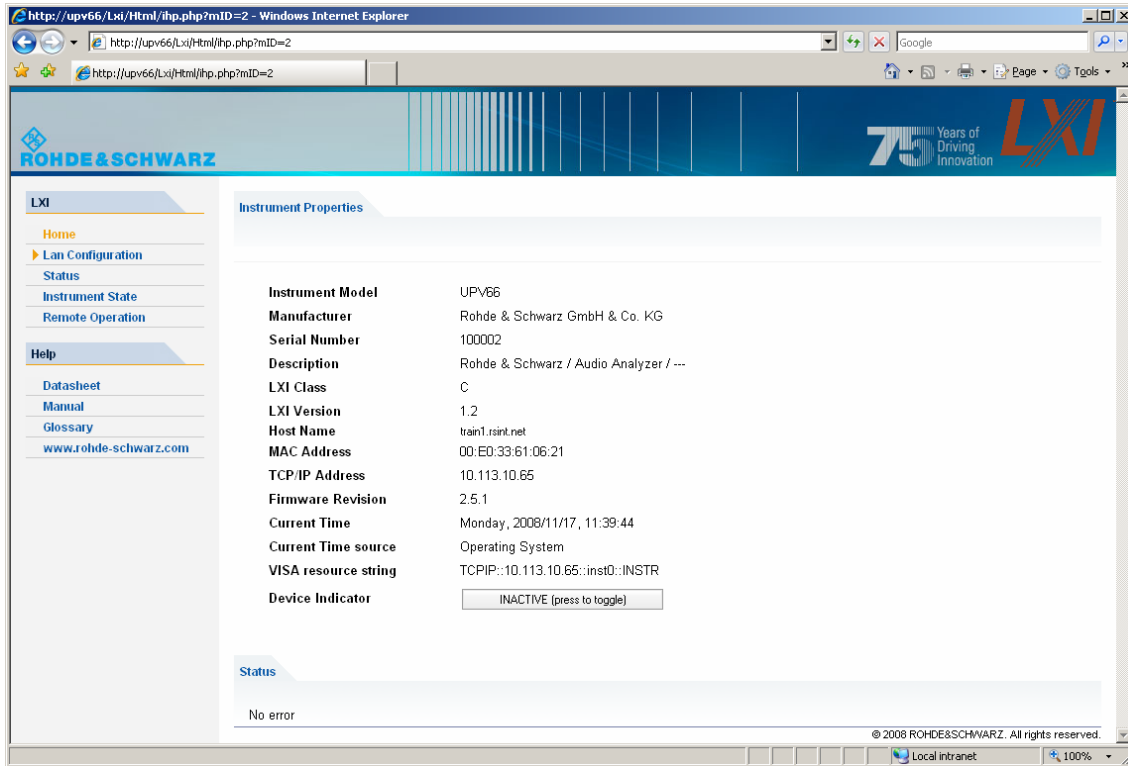 http://upv66/Lxi/Html/ihp.php?mID=2 - Windows Internet Explorer
http://upv66/Lxi/Html/ihp.php?mID=2
Google
http://upv66/Lxi/Html/ihp.php?mID=2
Page
Tools
ROHDE&SCHWARZ
75 Years of
Driving
Innovation
LXI
LXI
Home
Lan Configuration
Status
Instrument State
Remote Operation
Help
Datasheet
Manual
Glossary
www.rohde-schwarz.com
Instrument Properties
Instrument Model UPV66
Manufacturer Rohde & Schwarz GmbH & Co. KG
Serial Number 100002
Description Rohde & Schwarz / Audio Analyzer / ---
LXI Class C
LXI Version 1.2
Host Name train1.rsint.net
MAC Address 00:E0:33:61:06:21
TCP/IP Address 10.113.10.65
Firmware Revision 2.5.1
Current Time Monday, 2008/11/17, 11:39:44
Current Time source Operating System
VISA resource string TCPIP::10.113.10.65::inst0::INSTR
Device Indicator INACTIVE (press to toggle)
Status
No error
© 2008 ROHDE&SCHWARZ. All rights reserved.
Local intranet
100%